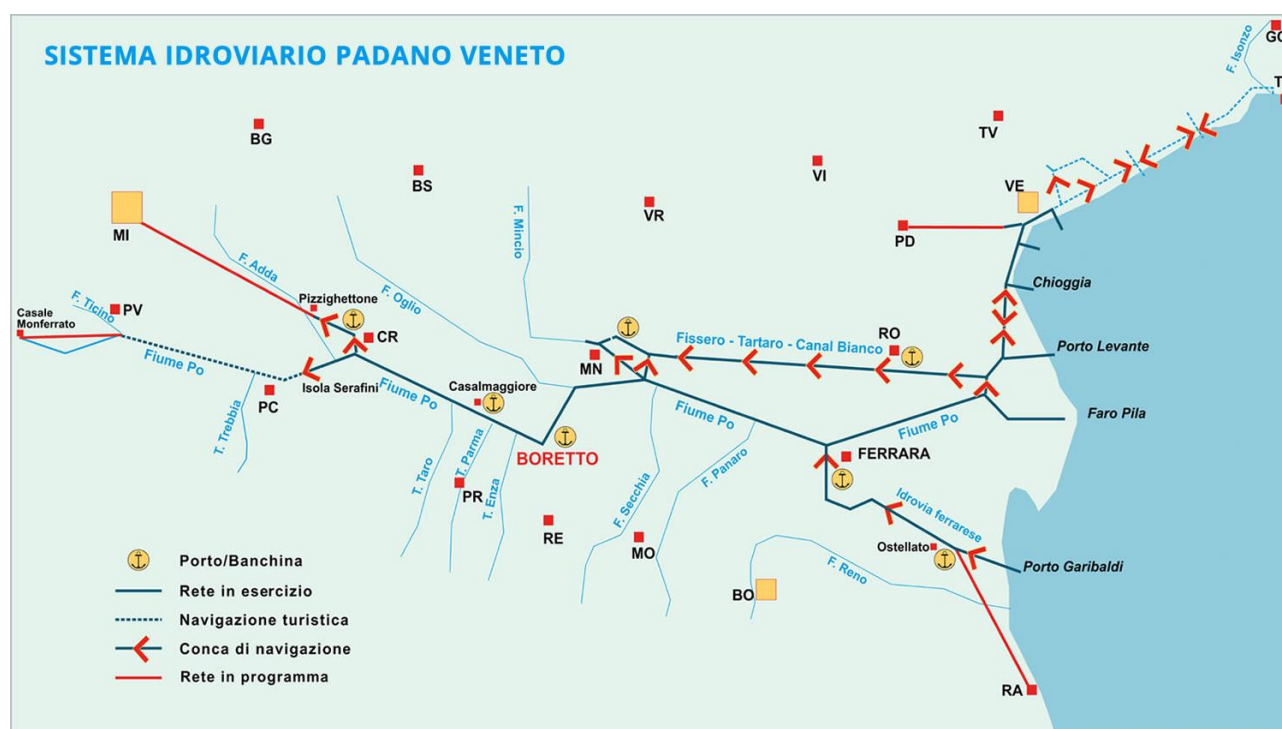 SISTEMA IDROVIARIO PADANO VENETO
GO
F. Isonzo
T
BG
TV
BS
VI
VE
VR
MI
F. Mincio
PD
F. Adda
Chioggia
Pizzighettone
F. Oglio
F. Ticino
PV
Casale
Monferrato
CR
Fissero - Tartaro - Canal Bianco
RO
Porto Levante
Fiume Po
MN
Isola Serafini
Casalmaggiore
PC
Fiume Po
Fiume Po
Fiume Po
Faro Pila
T. Trebbia
BORETTO
FERRARA
T. Taro
T. Parma
T. Enza
PR
F. Secchia
F. Panaro
Idrovia ferrarese
RE
MO
Ostellato
Porto Garibaldi
F. Reno
BO
RA
Porto/Banchina
Rete in esercizio
Navigazione turistica
Conca di navigazione
Rete in programma